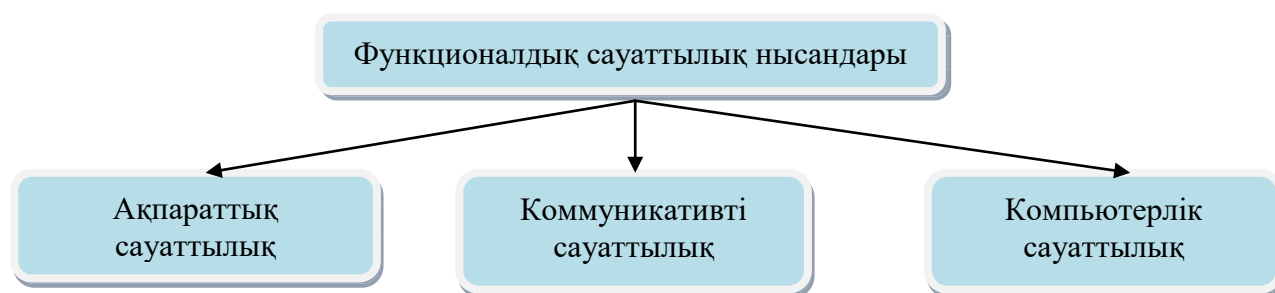 Функционалдық сауаттылық нысандары
Ақпараттық
сауаттылық
Коммуникативті
сауаттылық
Компьютерлік
сауаттылық